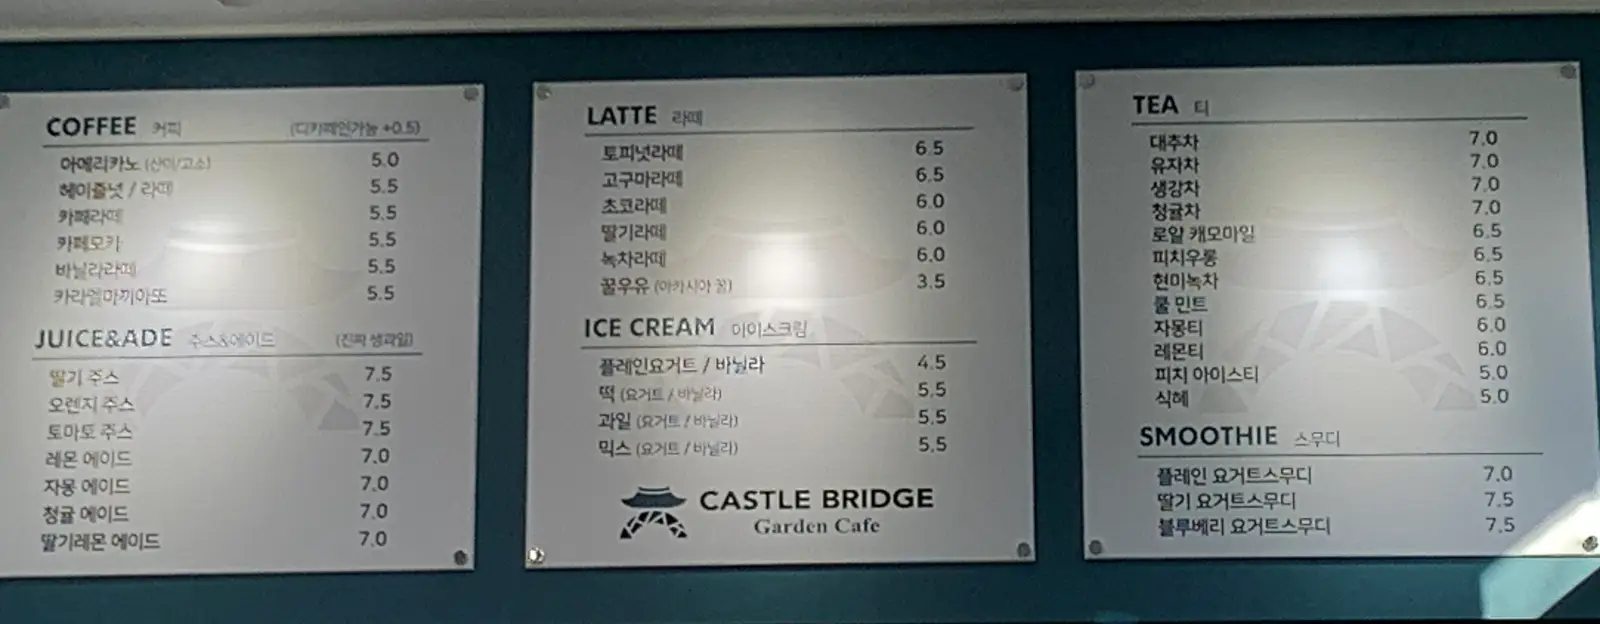 COFFEE 커피 (디카페인가능 +0.5)
아메리카노 (산미/고소) 5.0
헤이즐넛 / 라떼 5.5
카페라떼 5.5
카페모카 5.5
바닐라라떼 5.5
카라멜마끼아또 5.5
JUICE&ADE 주스&에이드 (진짜 생과일)
딸기 주스 7.5
오렌지 주스 7.5
토마토 주스 7.5
레몬 에이드 7.0
자몽 에이드 7.0
청귤 에이드 7.0
딸기레몬 에이드 7.0
LATTE 라떼
토피넛라떼 6.5
고구마라떼 6.5
초코라떼 6.0
딸기라떼 6.0
녹차라떼 6.0
꿀우유 (아카시아 꿀) 3.5
ICE CREAM 아이스크림
플레인요거트 / 바닐라 4.5
떡 (요거트 / 바닐라) 5.5
과일 (요거트 / 바닐라) 5.5
믹스 (요거트 / 바닐라) 5.5
CASTLE BRIDGE
Garden Cafe
TEA 티
대추차 7.0
유자차 7.0
생강차 7.0
청귤차 7.0
로얄 캐모마일 6.5
피치우롱 6.5
현미녹차 6.5
쿨 민트 6.5
자몽티 6.0
레몬티 6.0
피치 아이스티 5.0
식혜 5.0
SMOOTHIE 스무디
플레인 요거트스무디 7.0
딸기 요거트스무디 7.5
블루베리 요거트스무디 7.5